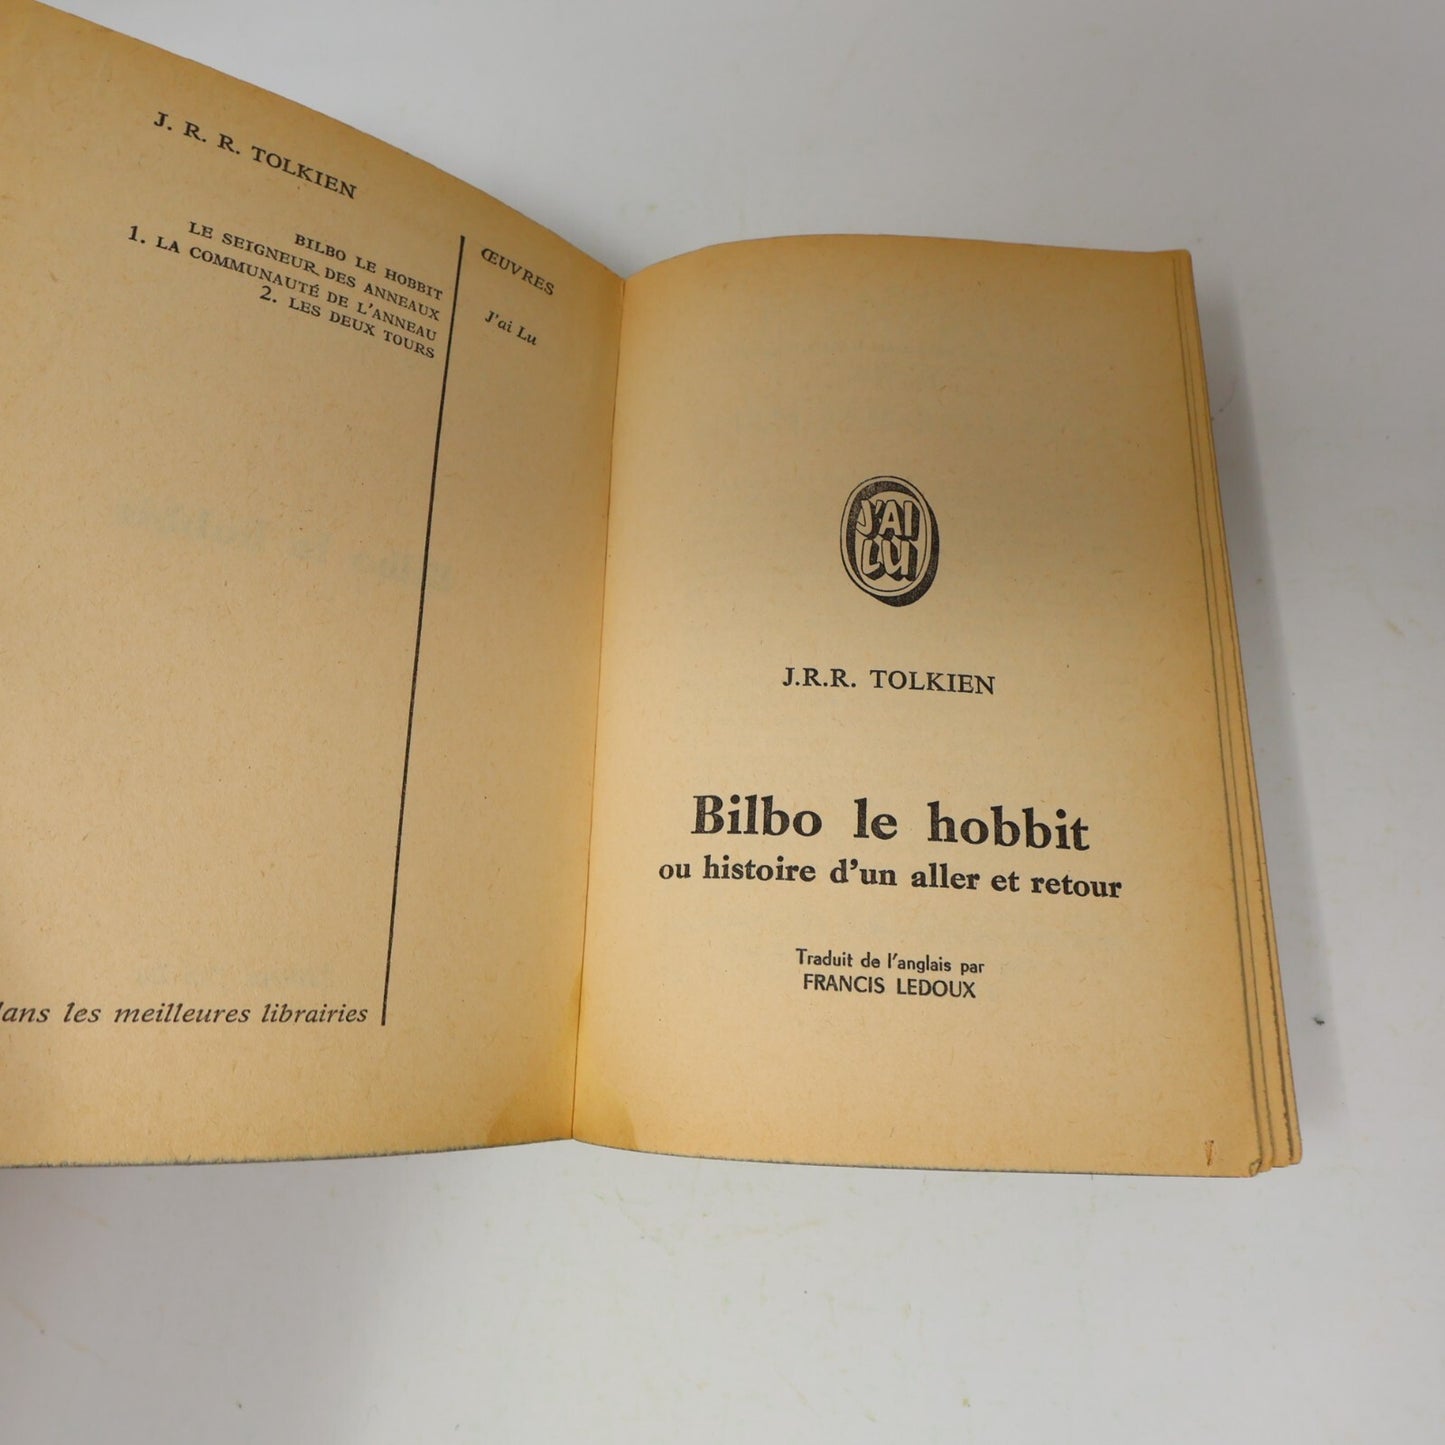 J. R. R. TOLKIEN
ŒUVRES
BILBO LE HOBBIT
LE SEIGNEUR DES ANNEAUX
1. LA COMMUNAUTÉ DE L'ANNEAU
2. LES DEUX TOURS
J'ai Lu
les meilleures librairies
J'AI
LU
J.R.R. TOLKIEN
Bilbo le hobbit
ou histoire d'un aller et retour
Traduit de l'anglais par
FRANCIS LEDOUX